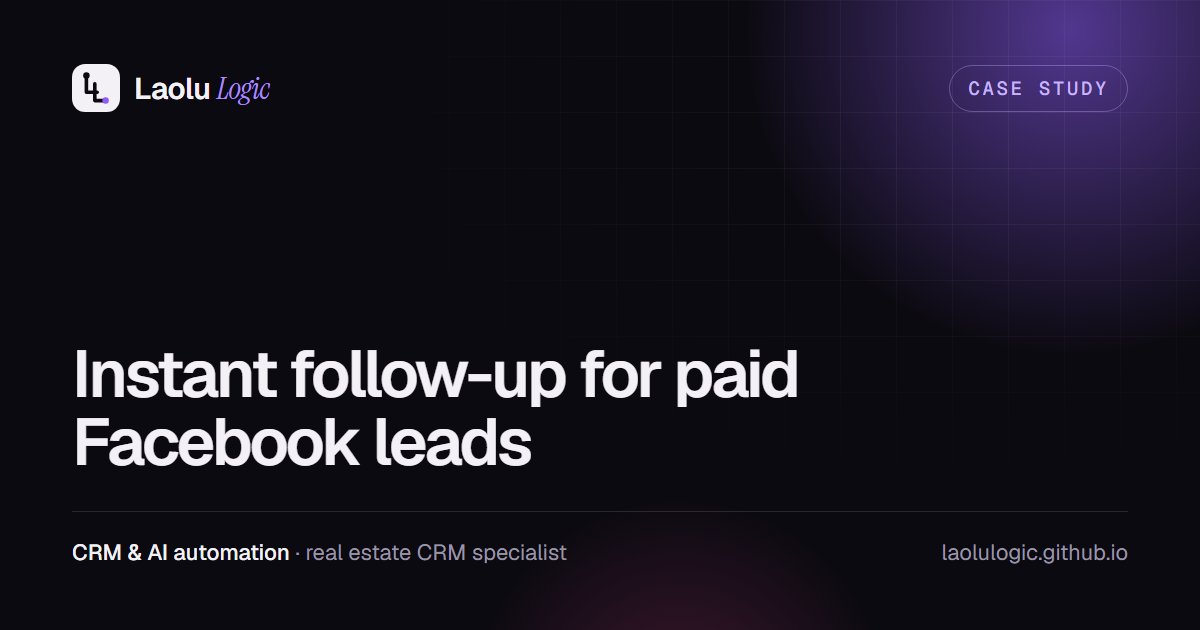 Laolu Logic
CASE STUDY
Instant follow-up for paid
Facebook leads
CRM & AI automation · real estate CRM specialist
laolulogic.github.io